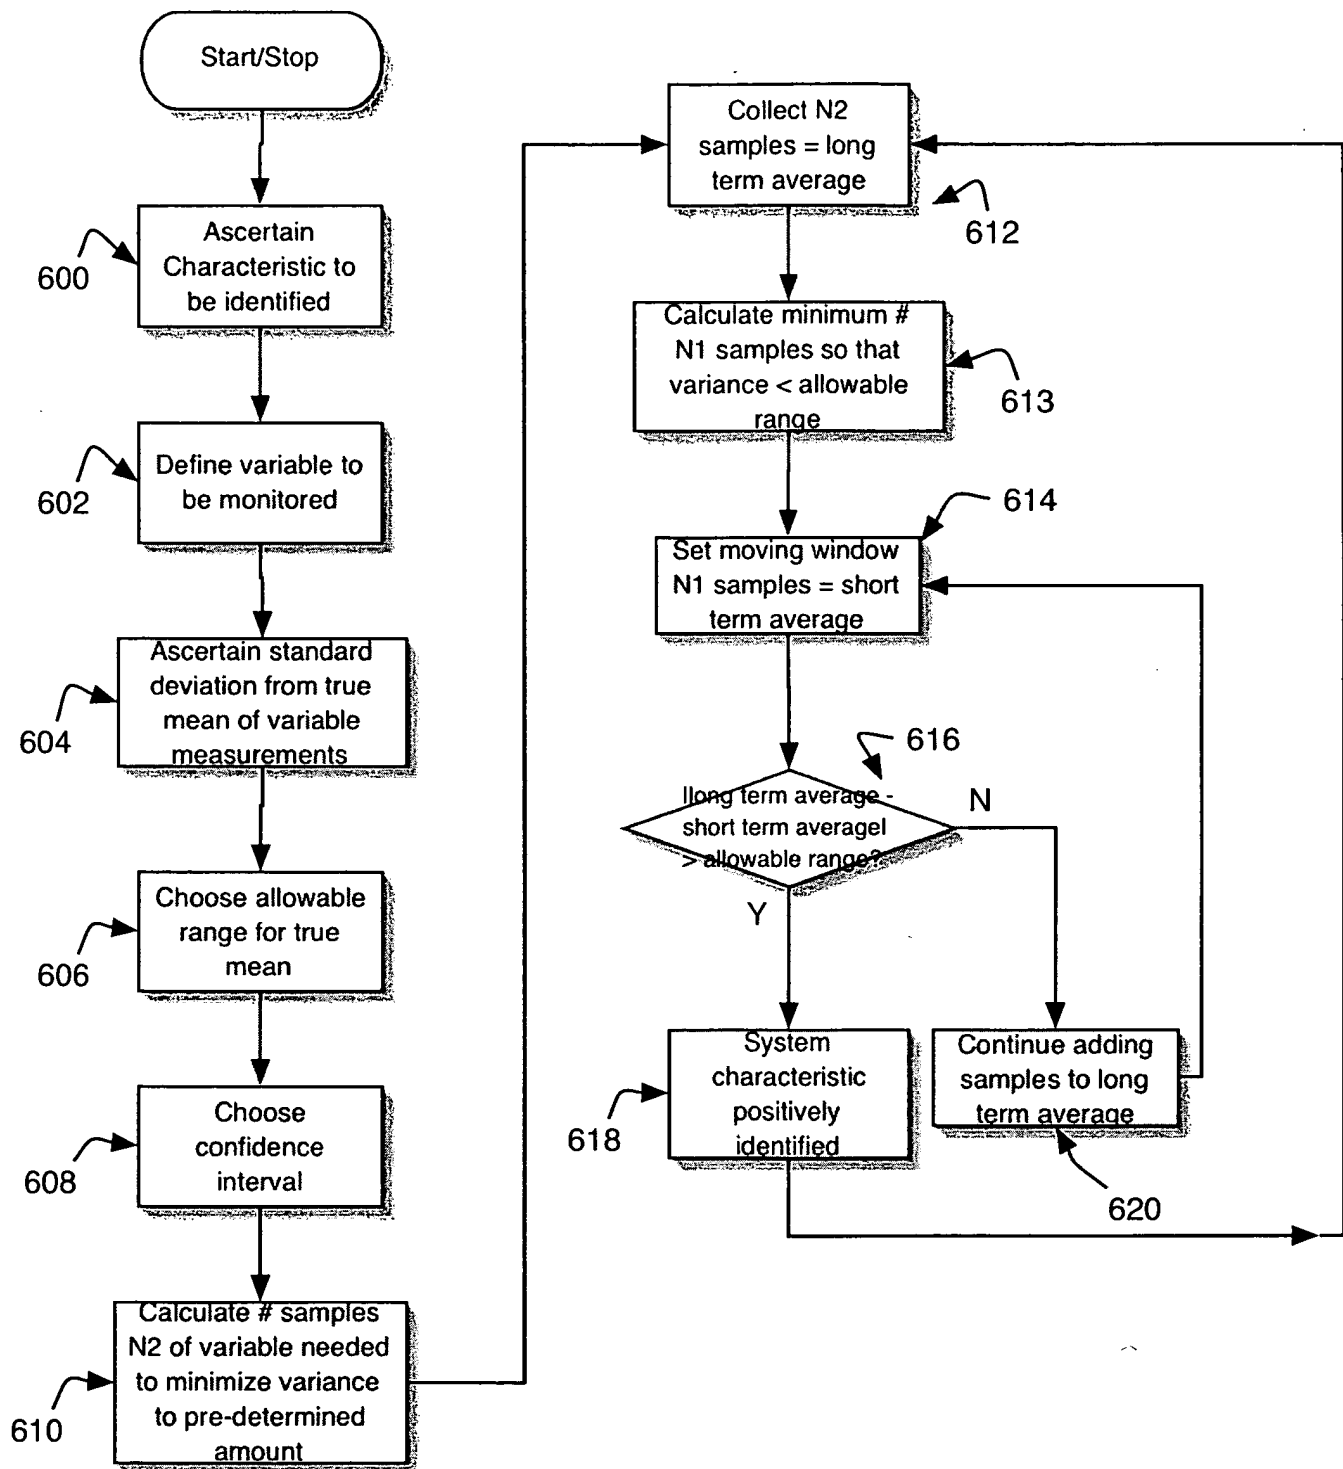 Start/Stop
Ascertain
Characteristic to
be identified
600
Define variable to
be monitored
602
Ascertain standard
deviation from true
mean of variable
measurements
604
Choose allowable
range for true
mean
606
Choose
confidence
interval
608
Calculate # samples
N2 of variable needed
to minimize variance
to pre-determined
amount
610
Collect N2
samples = long
term average
612
Calculate minimum #
N1 samples so that
variance < allowable
range
613
Set moving window
N1 samples = short
term average
614
|long term average -
short term average|
> allowable range?
616
N
Y
System
characteristic
positively
identified
618
Continue adding
samples to long
term average
620